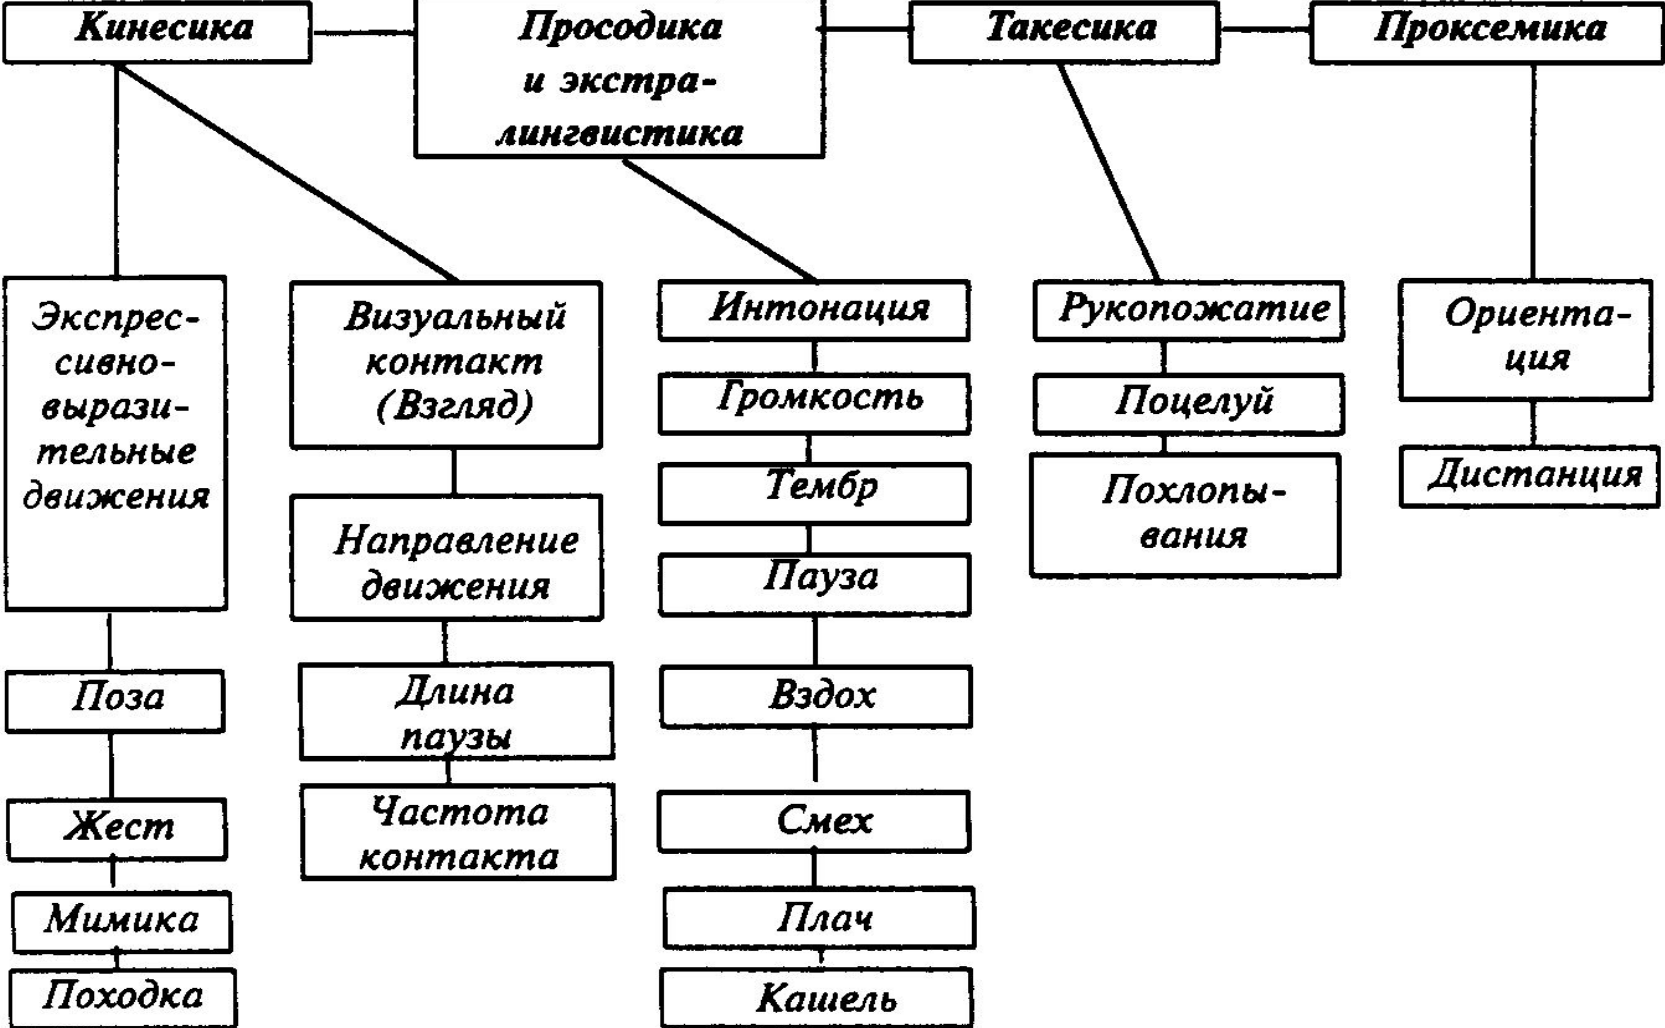 Кинесика
Просодика
и экстра-
лингвистика
Такесика
Проксемика
Экспрес-
сивно-
вырази-
тельные
движения
Поза
Жест
Мимика
Походка
Визуальный
контакт
(Взгляд)
Направление
движения
Длина
паузы
Частота
контакта
Интонация
Громкость
Тембр
Пауза
Вздох
Смех
Плач
Кашель
Рукопожатие
Поцелуй
Похлопы-
вания
Ориента-
ция
Дистанция